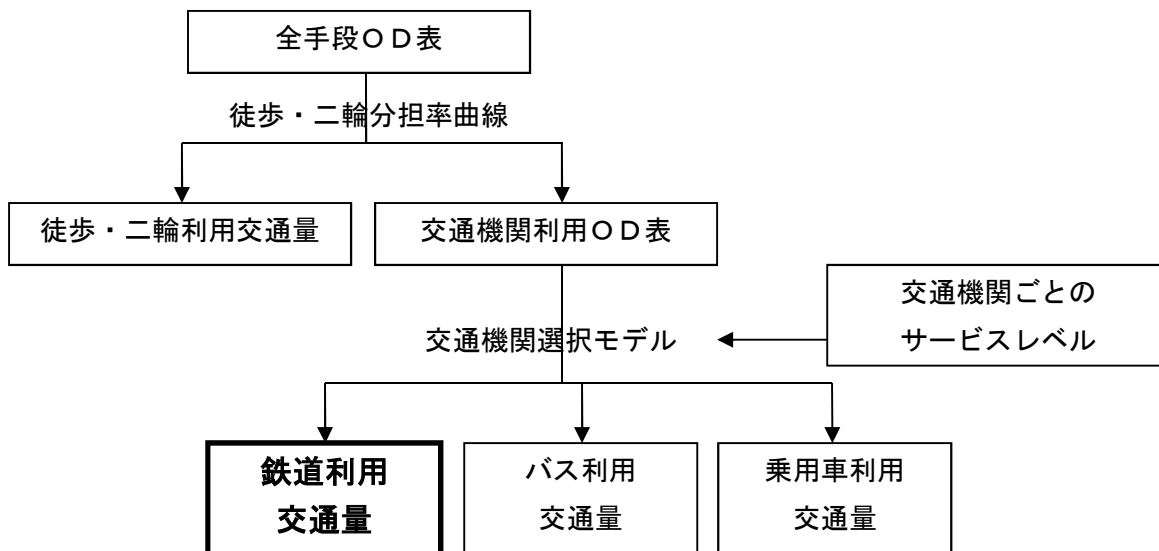 全手段ＯＤ表
徒歩・二輪分担率曲線
徒歩・二輪利用交通量
交通機関利用ＯＤ表
交通機関ごとの
サービスレベル
交通機関選択モデル
鉄道利用
交通量
バス利用
交通量
乗用車利用
交通量